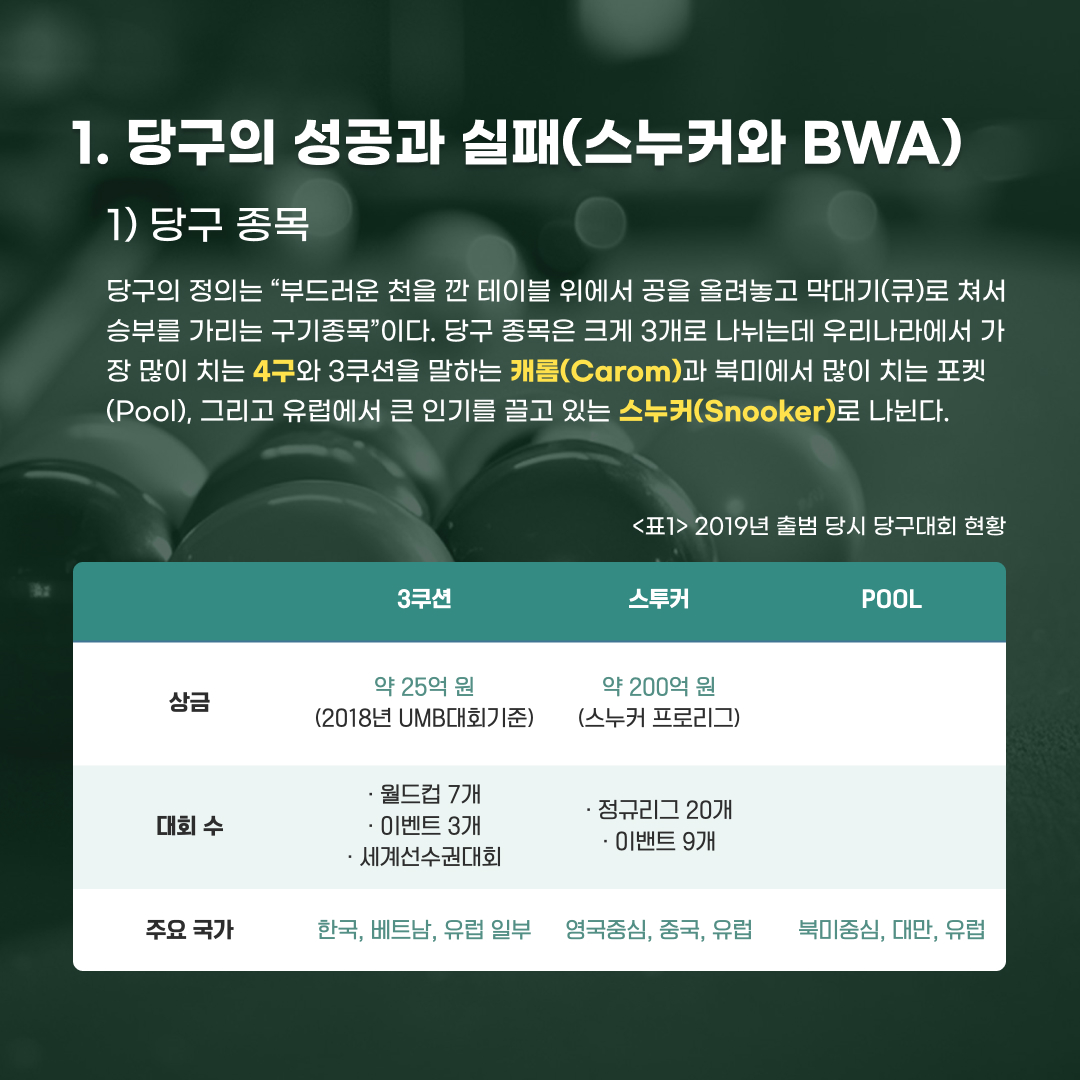 1. 당구의 성공과 실패(스누커와 BWA)
1) 당구 종목
당구의 정의는 “부드러운 천을 깐 테이블 위에서 공을 올려놓고 막대기(큐)로 쳐서
승부를 가리는 구기종목”이다. 당구 종목은 크게 3개로 나뉘는데 우리나라에서 가
장 많이 치는 4구와 3쿠션을 말하는 캐롬(Carom)과 북미에서 많이 치는 포켓
(Pool), 그리고 유럽에서 큰 인기를 끌고 있는 스누커(Snooker)로 나뉜다.
<표1> 2019년 출범 당시 당구대회 현황
3쿠션 스투커 POOL
상금 약 25억 원 (2018년 UMB대회기준) 약 200억 원 (스누커 프로리그)
대회 수 · 월드컵 7개 · 이벤트 3개 · 세계선수권대회 · 정규리그 20개 · 이밴트 9개
주요 국가 한국, 베트남, 유럽 일부 영국중심, 중국, 유럽 북미중심, 대만, 유럽